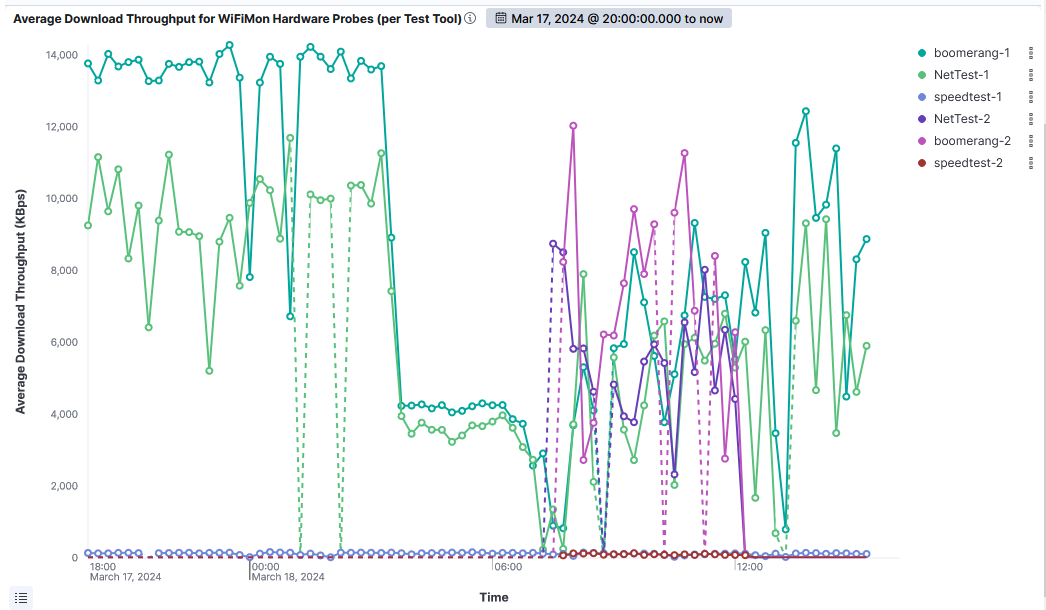 Average Download Throughput for WiFiMon Hardware Probes (per Test Tool)
Mar 17, 2024 @ 20:00:00.000 to now
14,000
12,000
10,000
8,000
6,000
4,000
2,000
0
Average Download Throughput (KBps)
18:00
March 17, 2024
00:00
March 18, 2024
06:00
12:00
Time
boomerang-1
NetTest-1
speedtest-1
NetTest-2
boomerang-2
speedtest-2